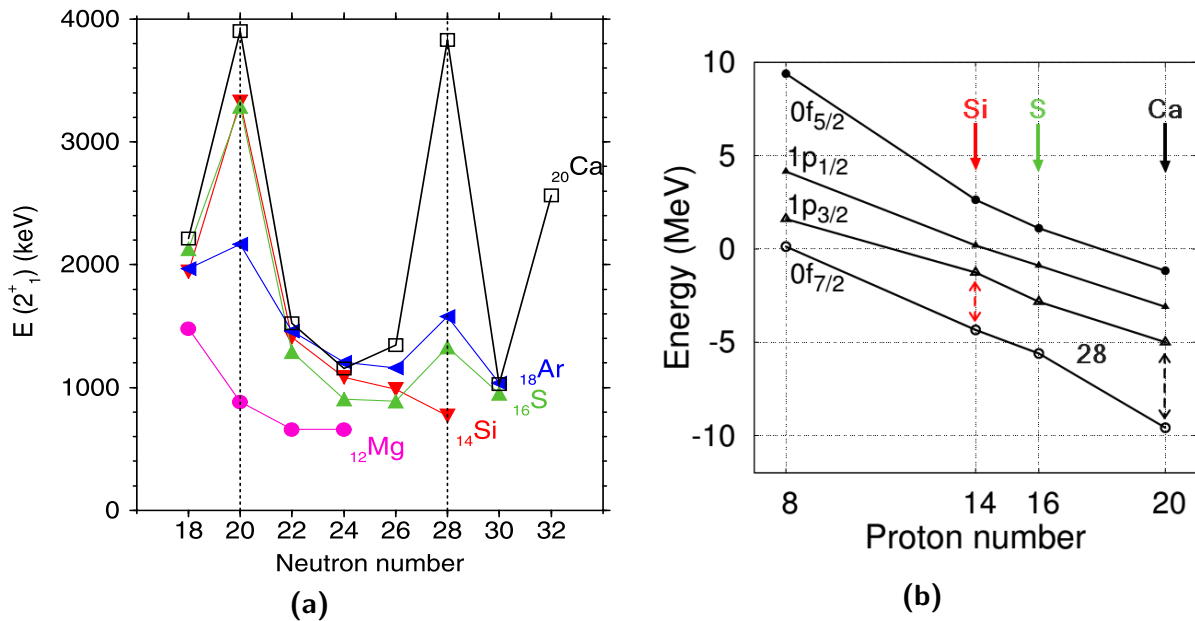 4000
3000
2000
1000
0
E (2⁺₁) (keV)
₂₀Ca
₁₈Ar
₁₆S
₁₄Si
₁₂Mg
18 20 22 24 26 28 30 32
Neutron number
(a)
10
5
0
-5
-10
Energy (MeV)
Si S Ca
0f₅/₂
1p₁/₂
1p₃/₂
0f₇/₂
28
8 14 16 20
Proton number
(b)